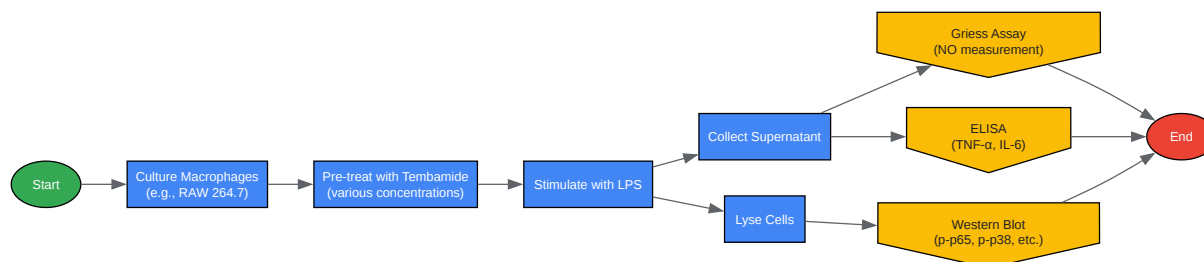 Start
Culture Macrophages
(e.g., RAW 264.7)
Pre-treat with Tembamide
(various concentrations)
Stimulate with LPS
Collect Supernatant
Lyse Cells
Griess Assay
(NO measurement)
ELISA
(TNF-α, IL-6)
Western Blot
(p-p65, p-p38, etc.)
End